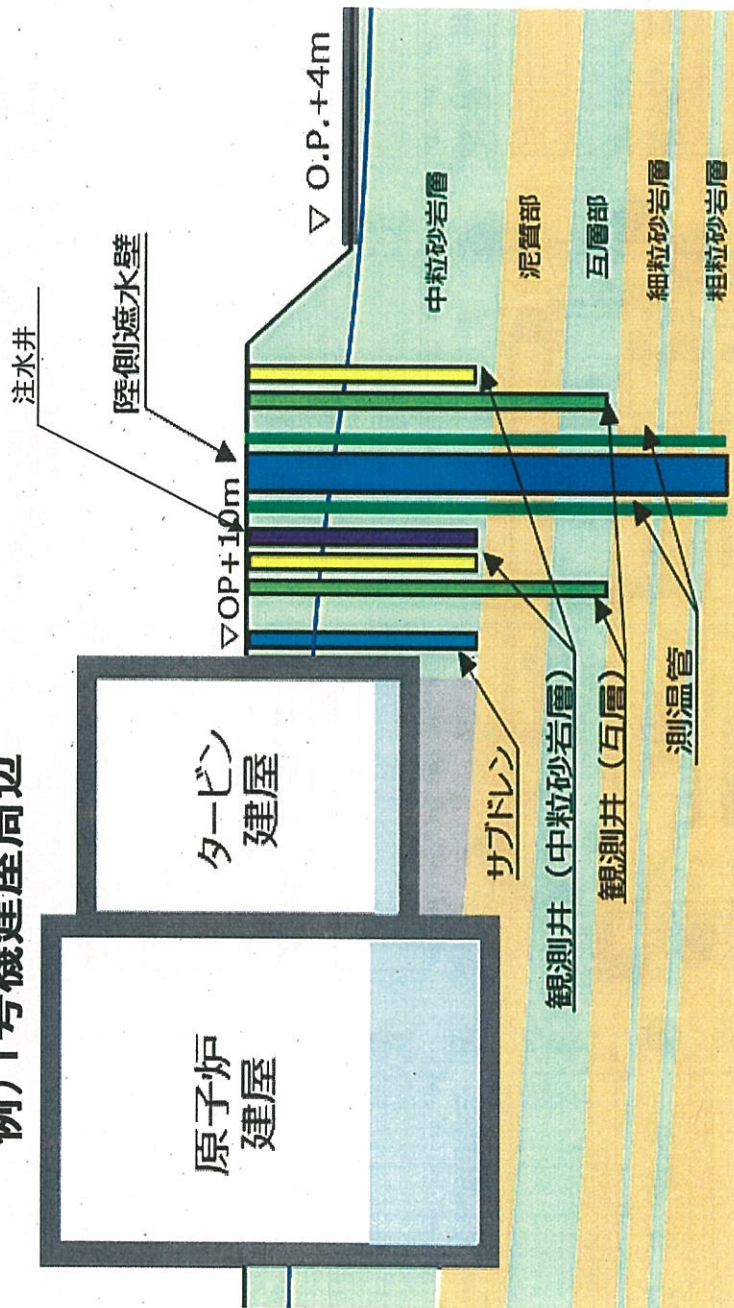 例)1号機建屋周辺
注水井
陸側遮水壁
▽OP+10m
▽ O.P.+4m
原子炉
建屋
タービン
建屋
中粒砂岩層
泥質部
互層部
細粒砂岩層
粗粒砂岩層
サブドレン
観測井(中粒砂岩層)
観測井(互層)
測温管